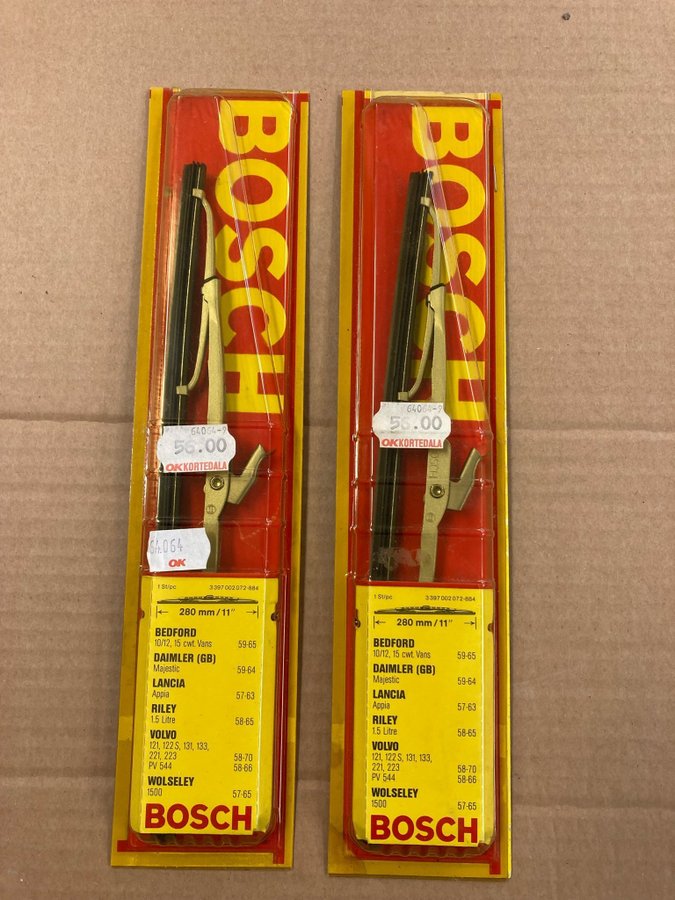 BOSCH
64064-9
56.00
OK KORTEDALA
64064
OK
1 St/pc 3 397 002 072-884
280 mm / 11"
BEDFORD
10/12, 15 cwt. Vans 59-65
DAIMLER (GB)
Majestic 59-64
LANCIA
Appia 57-63
RILEY
1.5 Litre 58-65
VOLVO
121, 122 S, 131, 133,
221, 223 58-70
PV 544 58-66
WOLSELEY
1500 57-65
BOSCH
BOSCH
64064-9
56.00
OK KORTEDALA
1 St/pc 3 397 002 072-884
280 mm / 11"
BEDFORD
10/12, 15 cwt. Vans 59-65
DAIMLER (GB)
Majestic 59-64
LANCIA
Appia 57-63
RILEY
1.5 Litre 58-65
VOLVO
121, 122 S, 131, 133,
221, 223 58-70
PV 544 58-66
WOLSELEY
1500 57-65
BOSCH